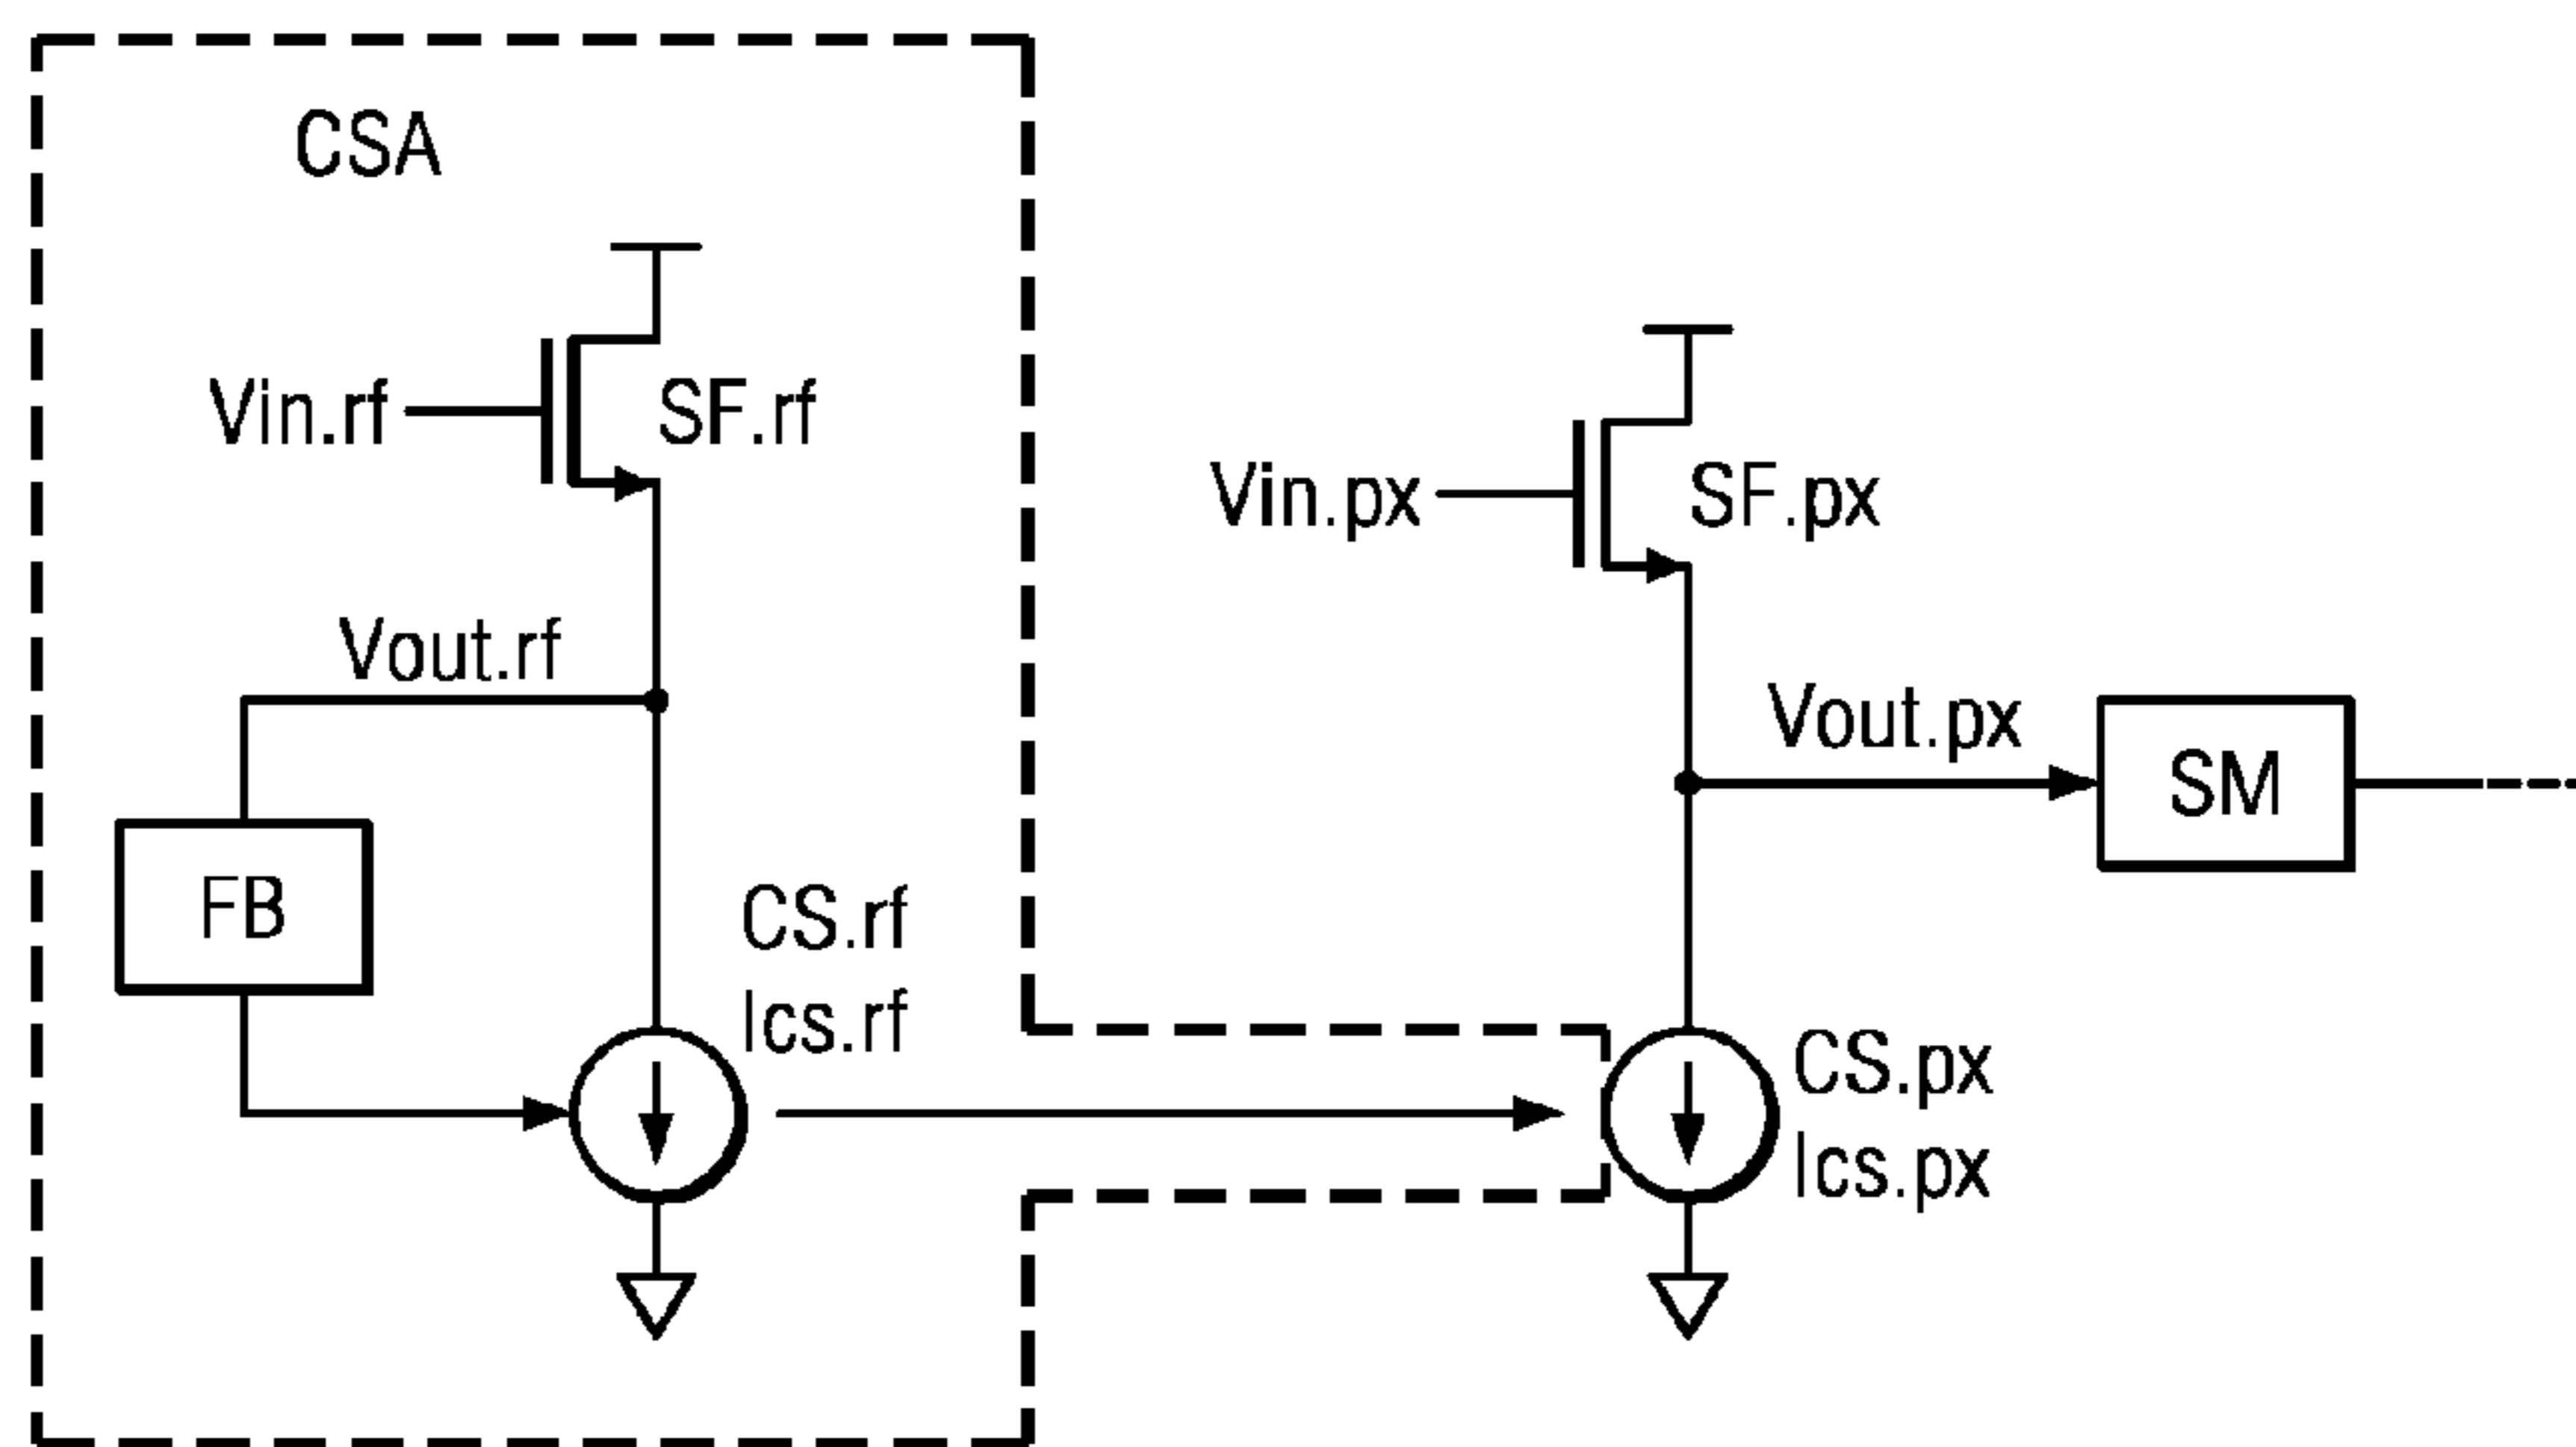 CSA
Vin.rf
SF.rf
Vin.px
SF.px
Vout.rf
Vout.px
SM
FB
CS.rf
Ics.rf
CS.px
Ics.px